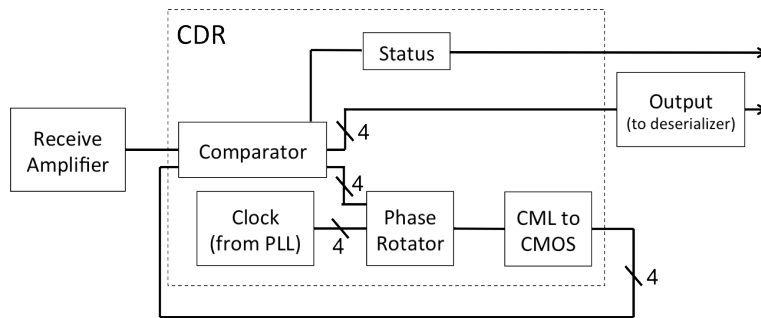 CDR
Status
Output
(to deserializer)
4
Receive
Amplifier
Comparator
4
Clock
(from PLL)
4
Phase
Rotator
CML to
CMOS
4